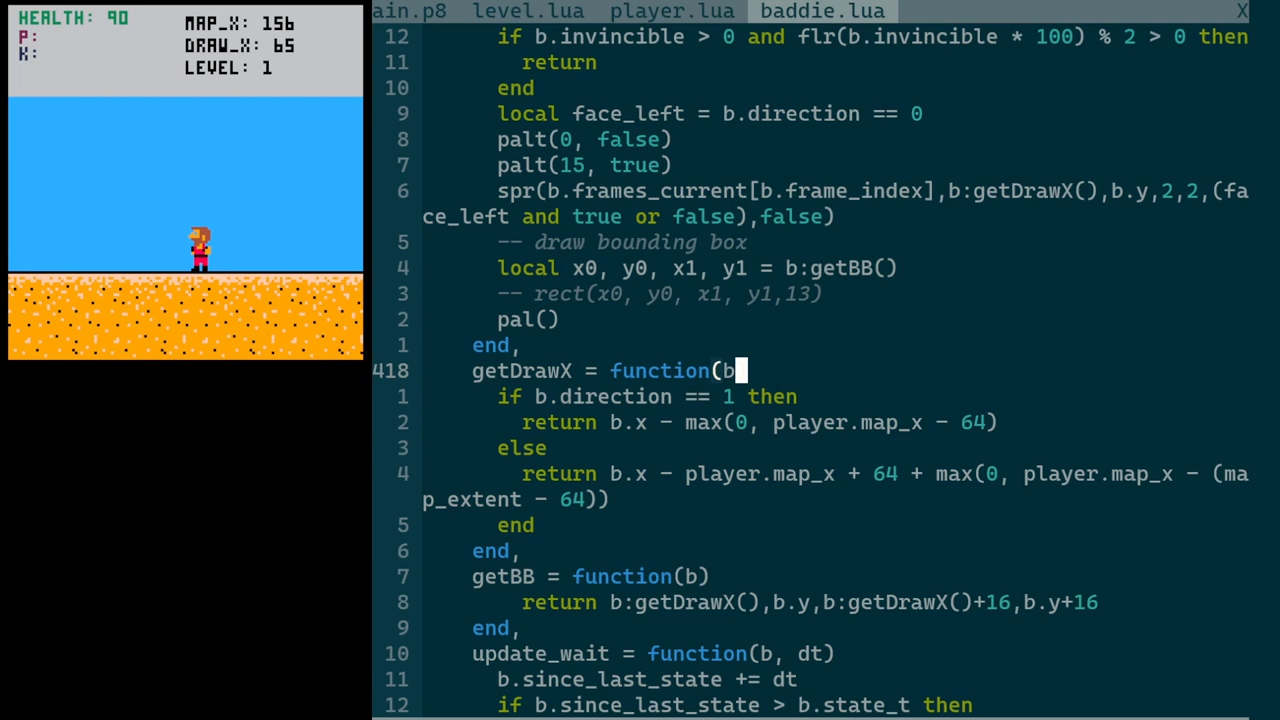 HEALTH: 90
P:
K:
MAP_X: 156
DRAW_X: 65
LEVEL: 1
ain.p8 level.lua player.lua baddie.lua X
12 if b.invincible > 0 and flr(b.invincible * 100) % 2 > 0 then
11 return
10 end
9 local face_left = b.direction == 0
8 palt(0, false)
7 palt(15, true)
6 spr(b.frames_current[b.frame_index],b:getDrawX(),b.y,2,2,(fa
ce_left and true or false),false)
5 -- draw bounding box
4 local x0, y0, x1, y1 = b:getBB()
3 -- rect(x0, y0, x1, y1,13)
2 pal()
1 end,
418 getDrawX = function(b
1 if b.direction == 1 then
2 return b.x - max(0, player.map_x - 64)
3 else
4 return b.x - player.map_x + 64 + max(0, player.map_x - (ma
p_extent - 64))
5 end
6 end,
7 getBB = function(b)
8 return b:getDrawX(),b.y,b:getDrawX()+16,b.y+16
9 end,
10 update_wait = function(b, dt)
11 b.since_last_state += dt
12 if b.since_last_state > b.state_t then